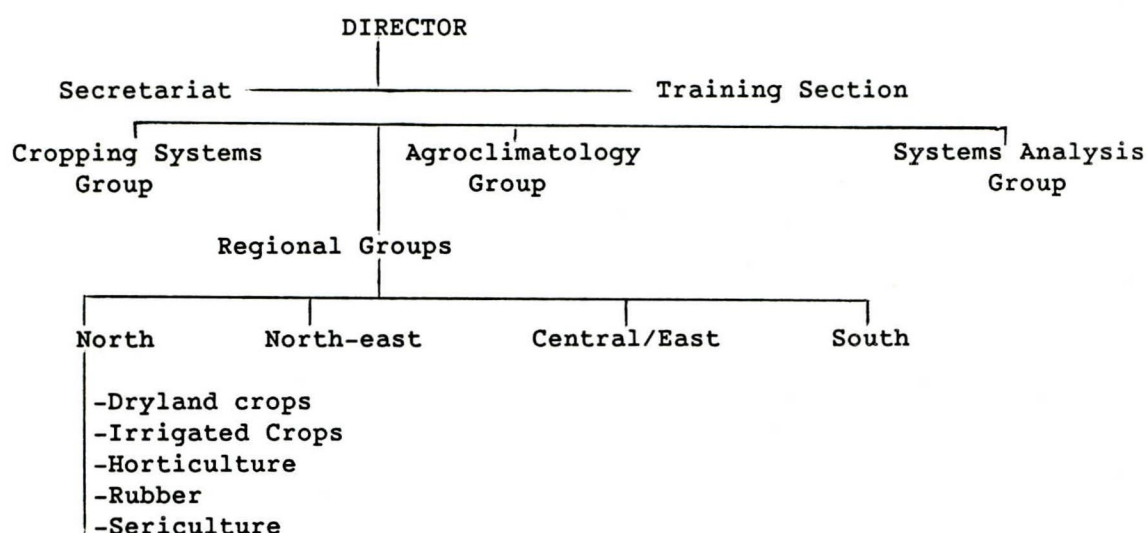 DIRECTOR
Secretariat Training Section
Cropping Systems Agroclimatology Systems Analysis
Group Group Group
Regional Groups
North North-east Central/East South
-Dryland crops
-Irrigated Crops
-Horticulture
-Rubber
-Sericulture